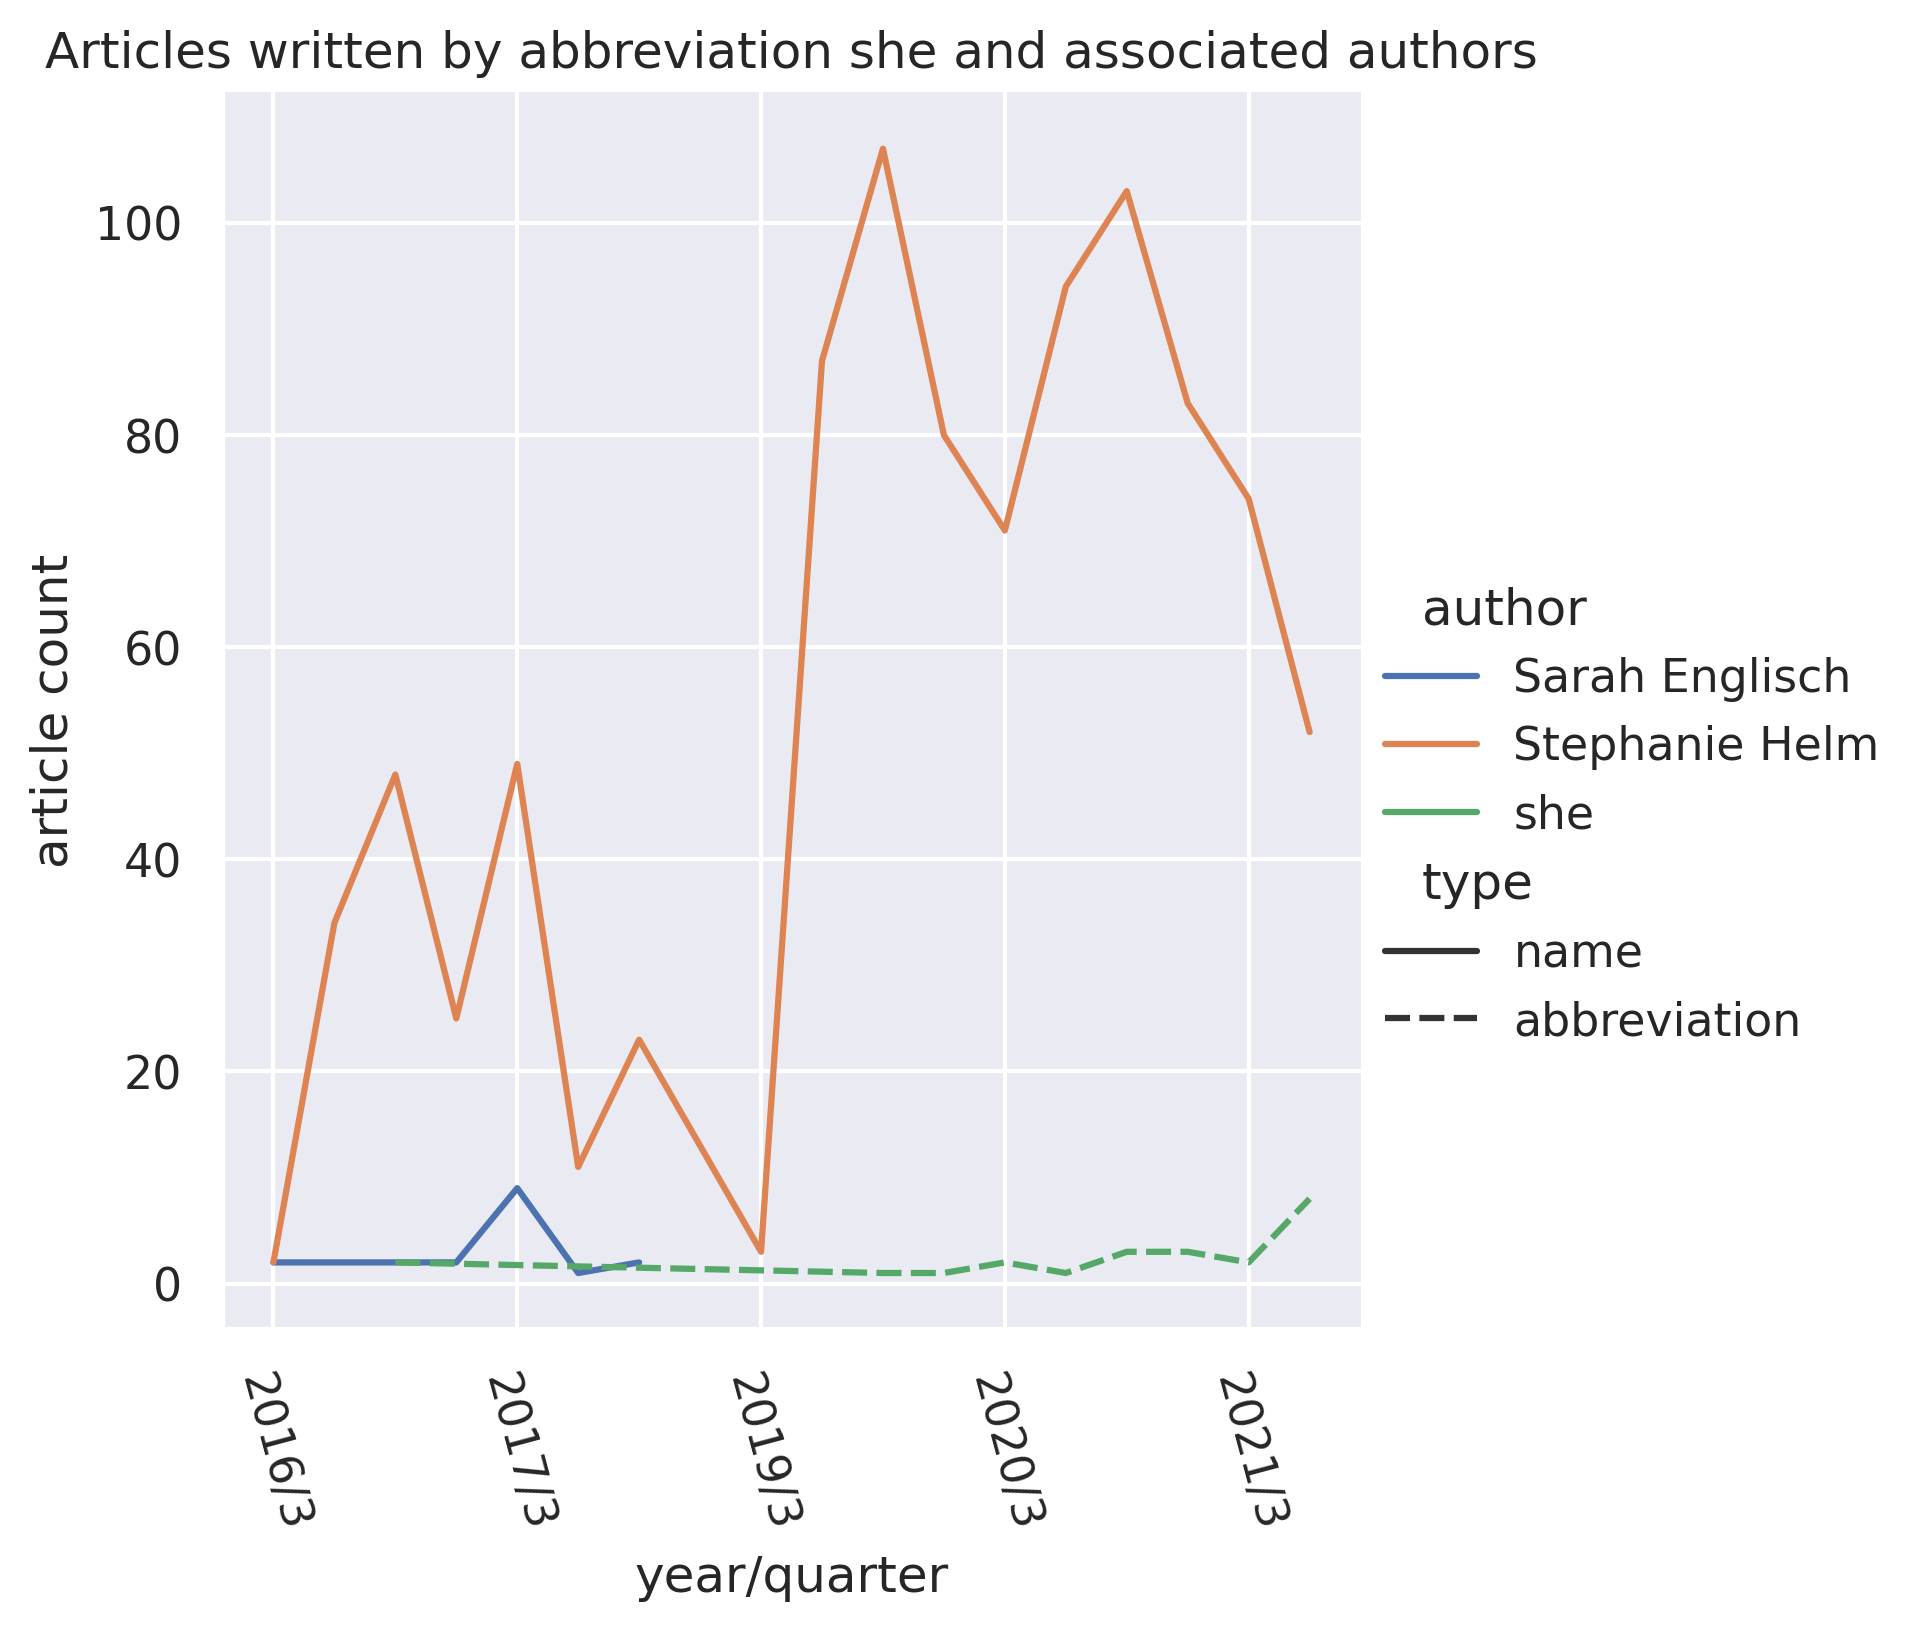 Articles written by abbreviation she and associated authors
article count
100
80
60
40
20
0
2016/3
2017/3
2019/3
2020/3
2021/3
year/quarter
author
Sarah Englisch
Stephanie Helm
she
type
name
abbreviation